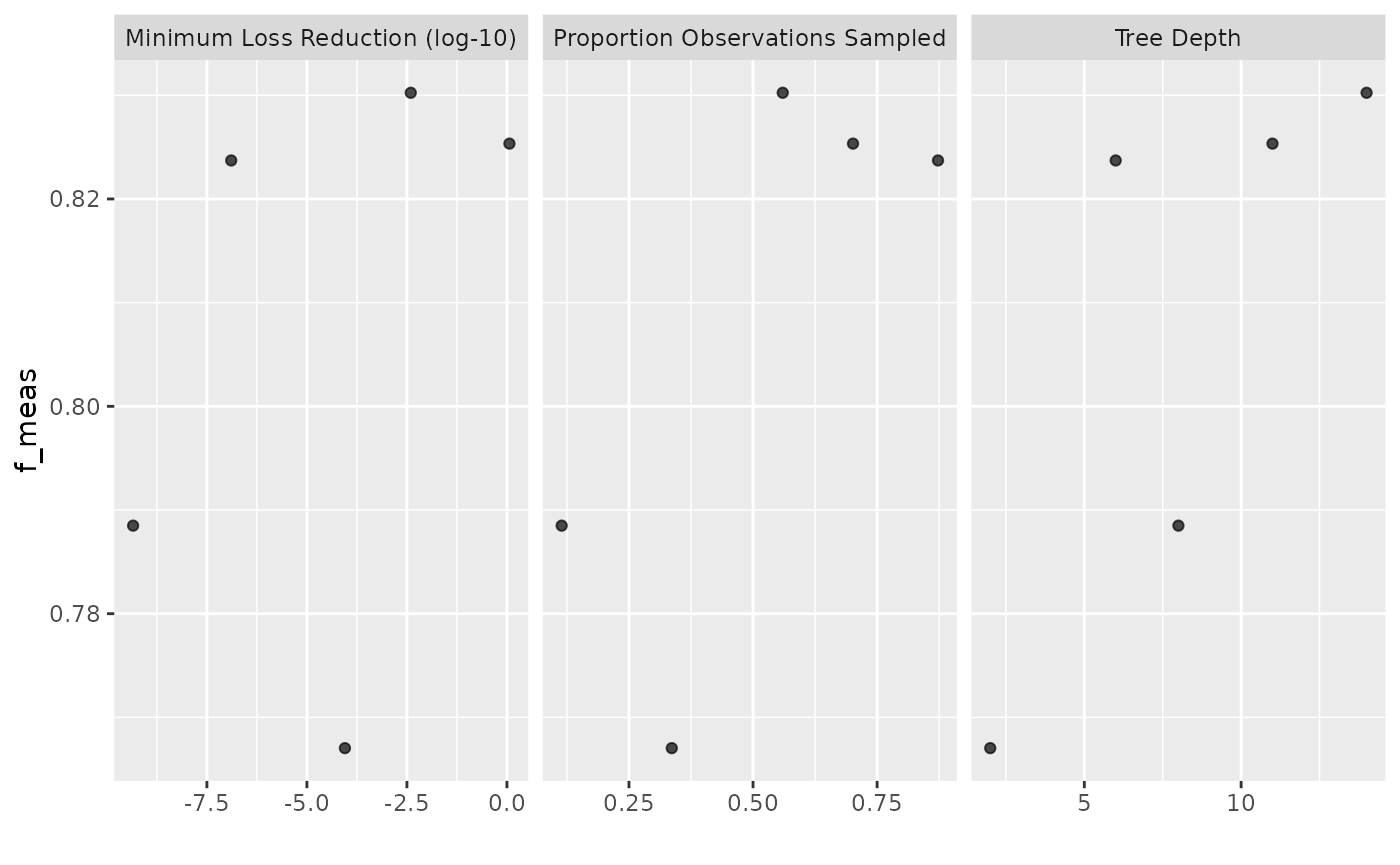 Minimum Loss Reduction (log-10)
Proportion Observations Sampled
Tree Depth
f_meas
0.82
0.80
0.78
-7.5 -5.0 -2.5 0.0
0.25 0.50 0.75
5 10